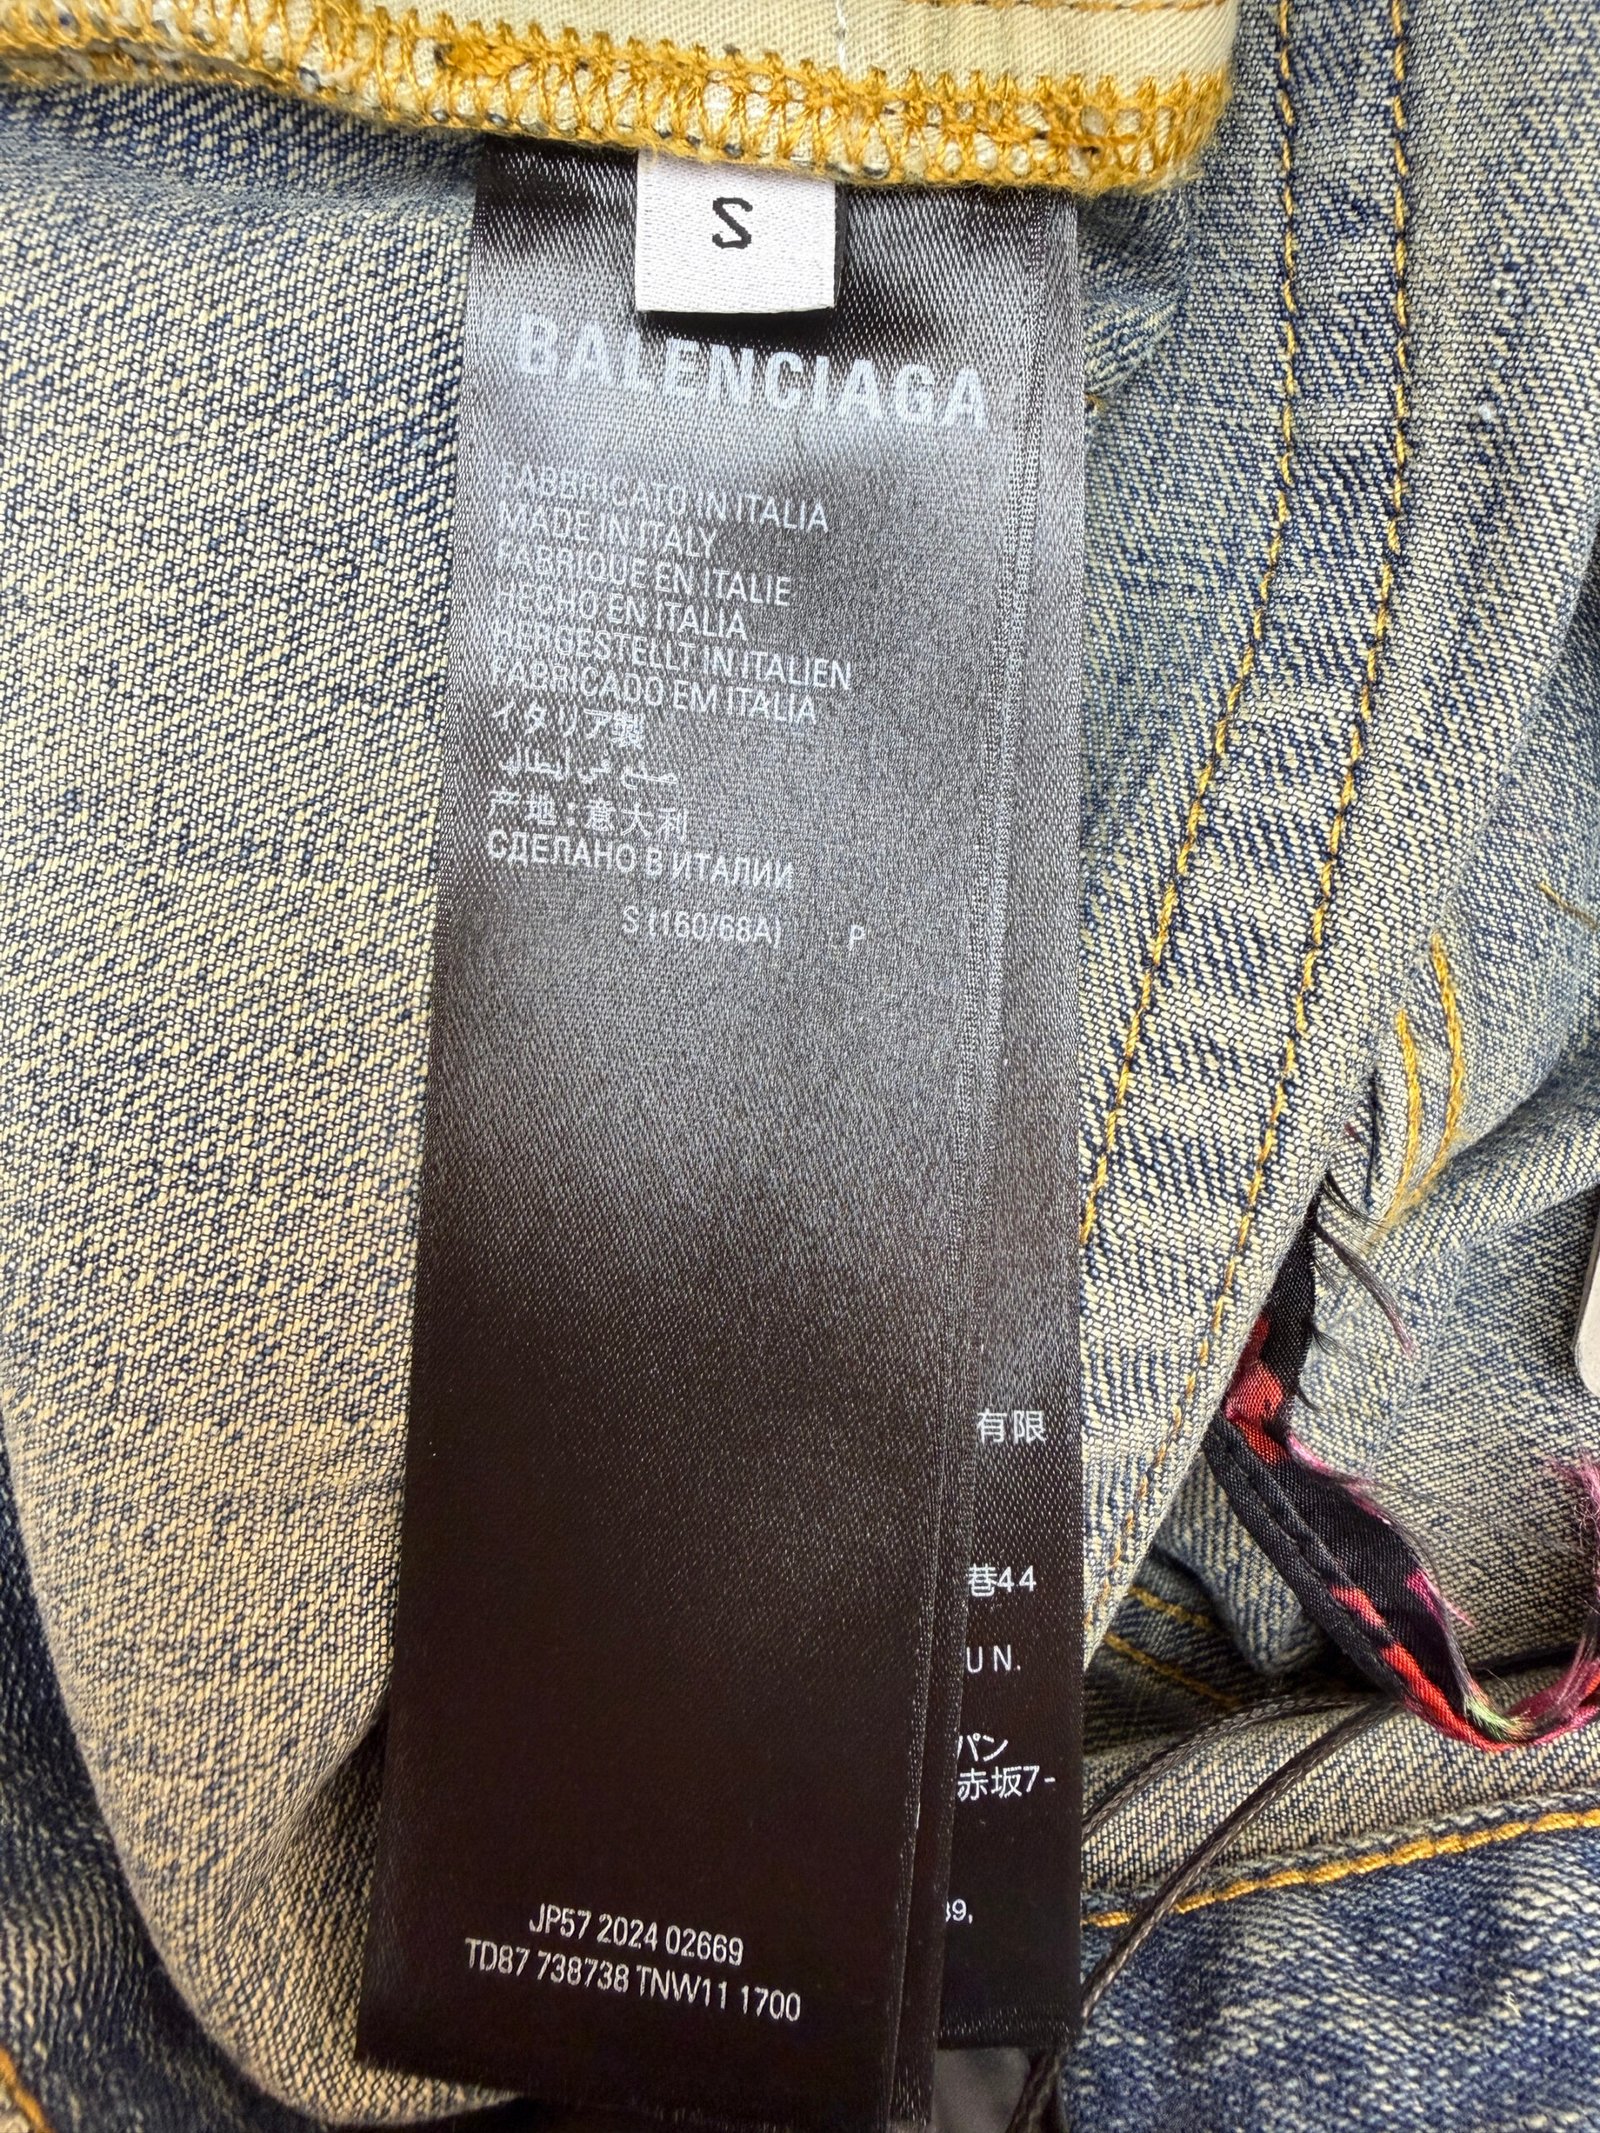 S
BALENCIAGA
FABBRICATO IN ITALIA
MADE IN ITALY
FABRIQUÉ EN ITALIE
HECHO EN ITALIA
HERGESTELLT IN ITALIEN
FABRICADO EM ITALIA
イタリア製
صنع في إيطاليا
产地:意大利
СДЕЛАНО В ИТАЛИИ
S (160/68A) P
有限
巷44
UN.
パン
赤坂7-
39,
JP57 2024 02669
TD87 738738 TNW11 1700